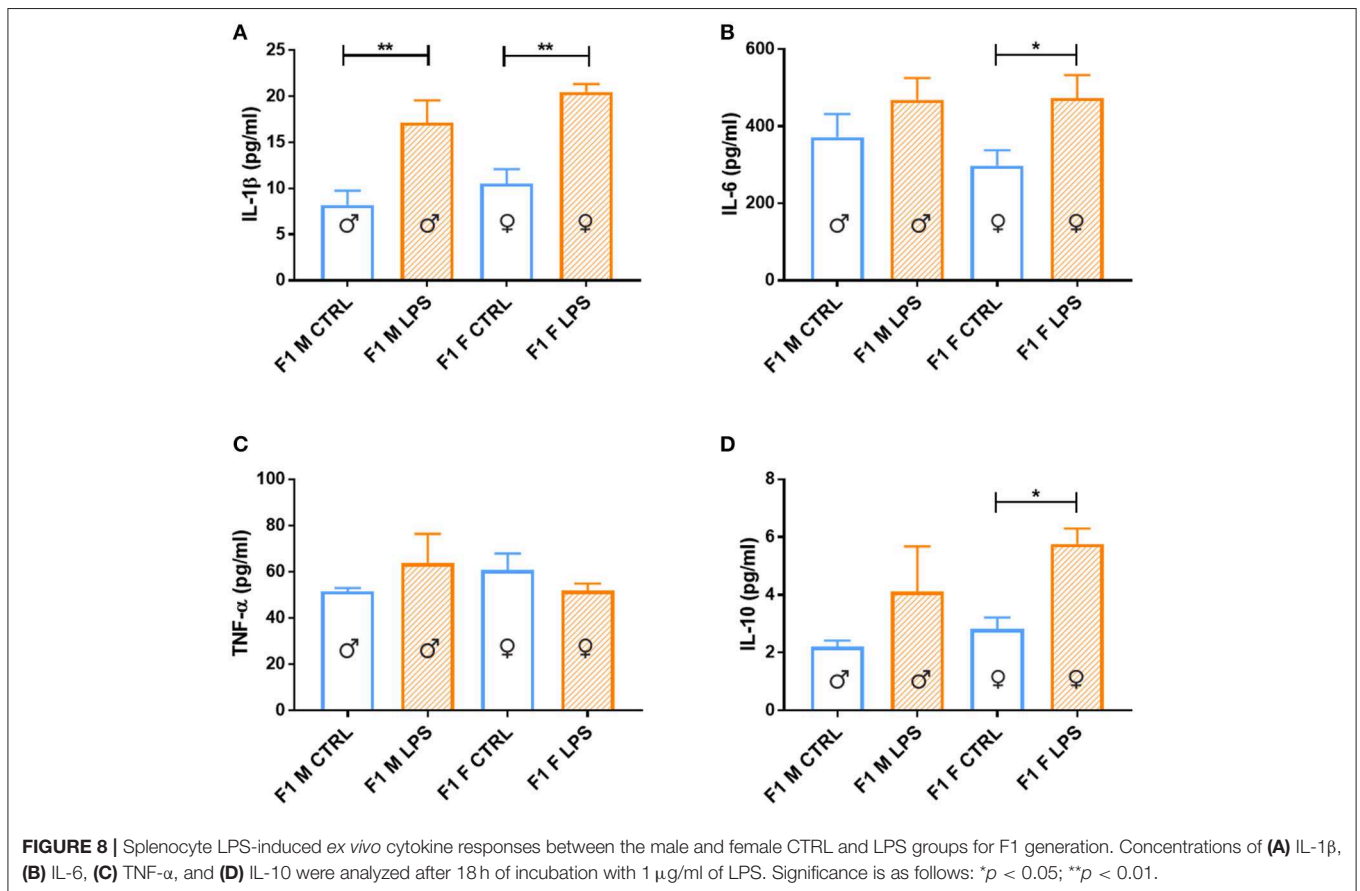 A
**
**
25
20
15
10
5
0
IL-1β (pg/ml)
♂ ♂ ♀ ♀
F1 M CTRL
F1 M LPS
F1 F CTRL
F1 F LPS
B
*
600
400
200
0
IL-6 (pg/ml)
♂ ♂ ♀ ♀
F1 M CTRL
F1 M LPS
F1 F CTRL
F1 F LPS
C
100
80
60
40
20
0
TNF-α (pg/ml)
♂ ♂ ♀ ♀
F1 M CTRL
F1 M LPS
F1 F CTRL
F1 F LPS
D
*
8
6
4
2
0
IL-10 (pg/ml)
♂ ♂ ♀ ♀
F1 M CTRL
F1 M LPS
F1 F CTRL
F1 F LPS
FIGURE 8 | Splenocyte LPS-induced ex vivo cytokine responses between the male and female CTRL and LPS groups for F1 generation. Concentrations of (A) IL-1β,
(B) IL-6, (C) TNF-α, and (D) IL-10 were analyzed after 18 h of incubation with 1 μg/ml of LPS. Significance is as follows: *p < 0.05; **p < 0.01.